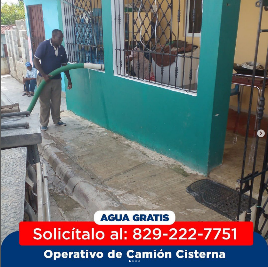 AGUA GRATIS
Solicítalo al: 829-222-7751
Operativo de Camión Cisterna